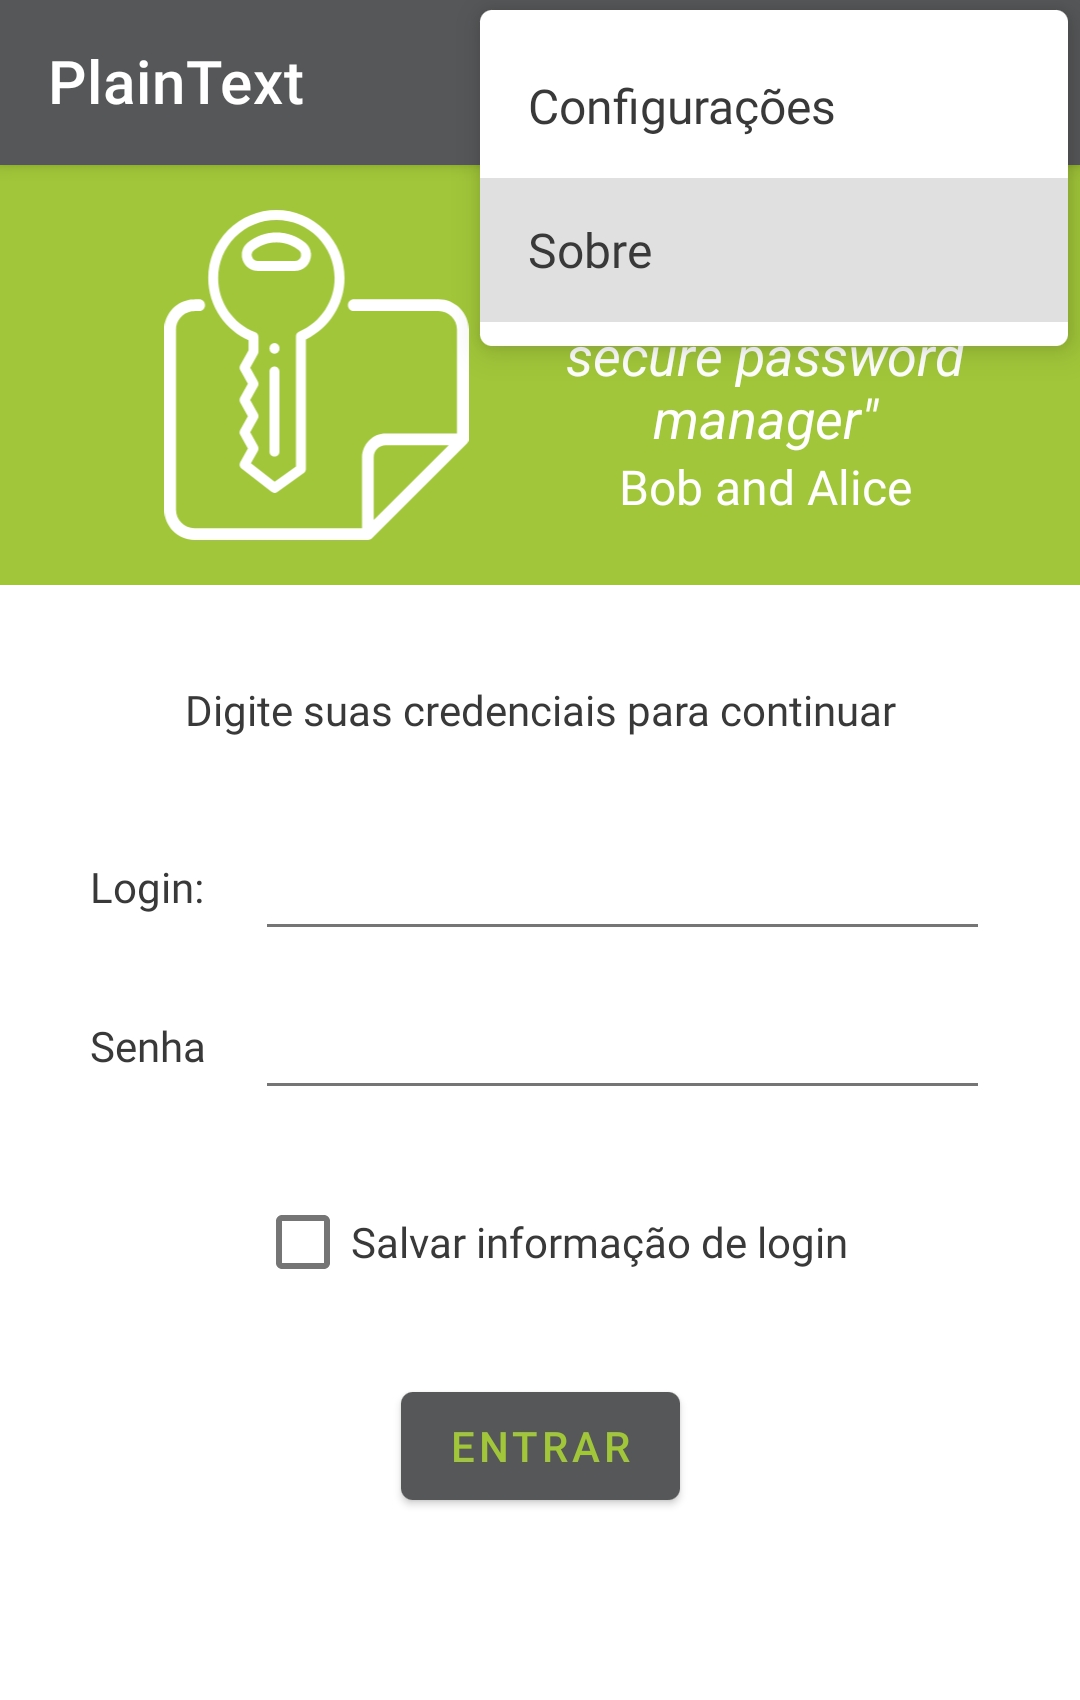 PlainText
Configurações
Sobre
secure password
manager"
Bob and Alice
Digite suas credenciais para continuar
Login:
Senha
Salvar informação de login
ENTRAR